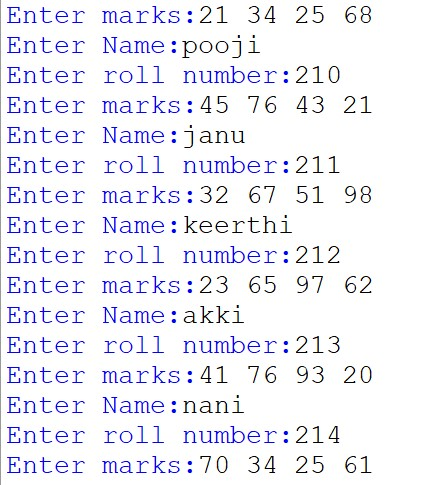 Enter marks:21 34 25 68
Enter Name:pooji
Enter roll number:210
Enter marks:45 76 43 21
Enter Name:janu
Enter roll number:211
Enter marks:32 67 51 98
Enter Name:keerthi
Enter roll number:212
Enter marks:23 65 97 62
Enter Name:akki
Enter roll number:213
Enter marks:41 76 93 20
Enter Name:nani
Enter roll number:214
Enter marks:70 34 25 61